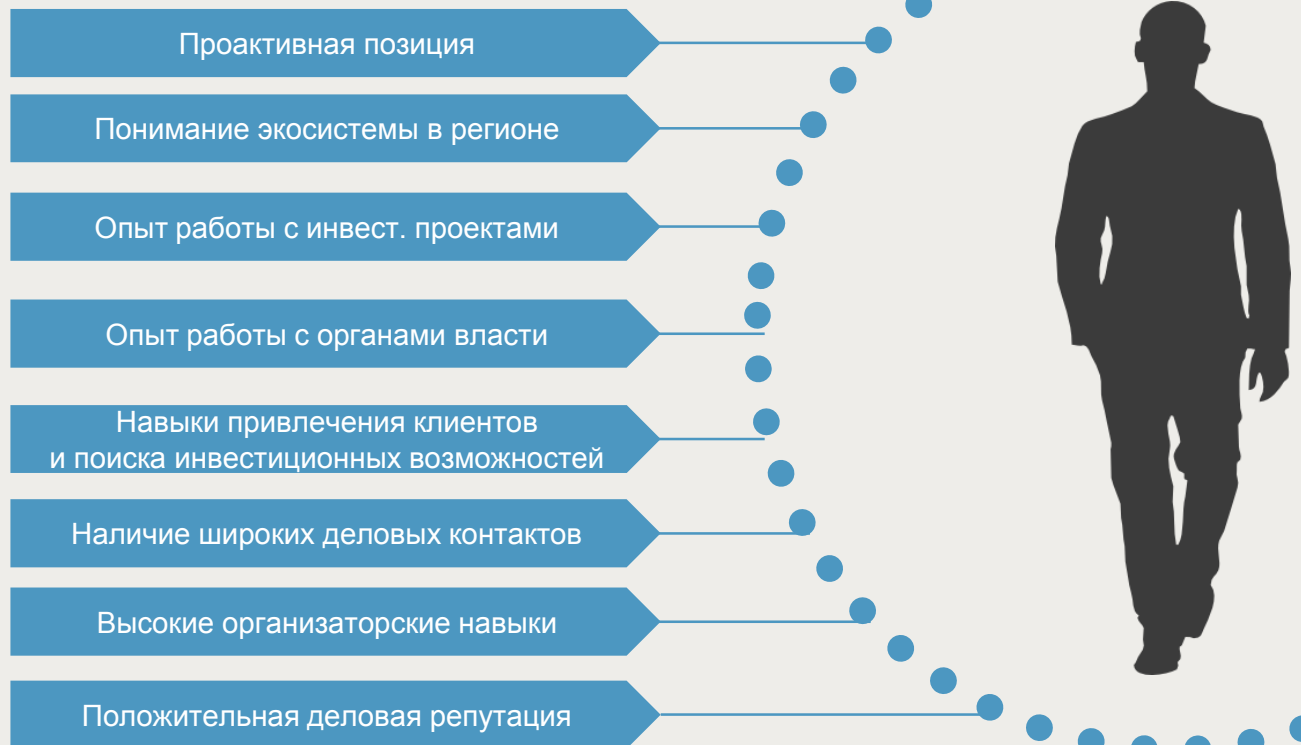 Проактивная позиция
Понимание экосистемы в регионе
Опыт работы с инвест. проектами
Опыт работы с органами власти
Навыки привлечения клиентов
и поиска инвестиционных возможностей
Наличие широких деловых контактов
Высокие организаторские навыки
Положительная деловая репутация